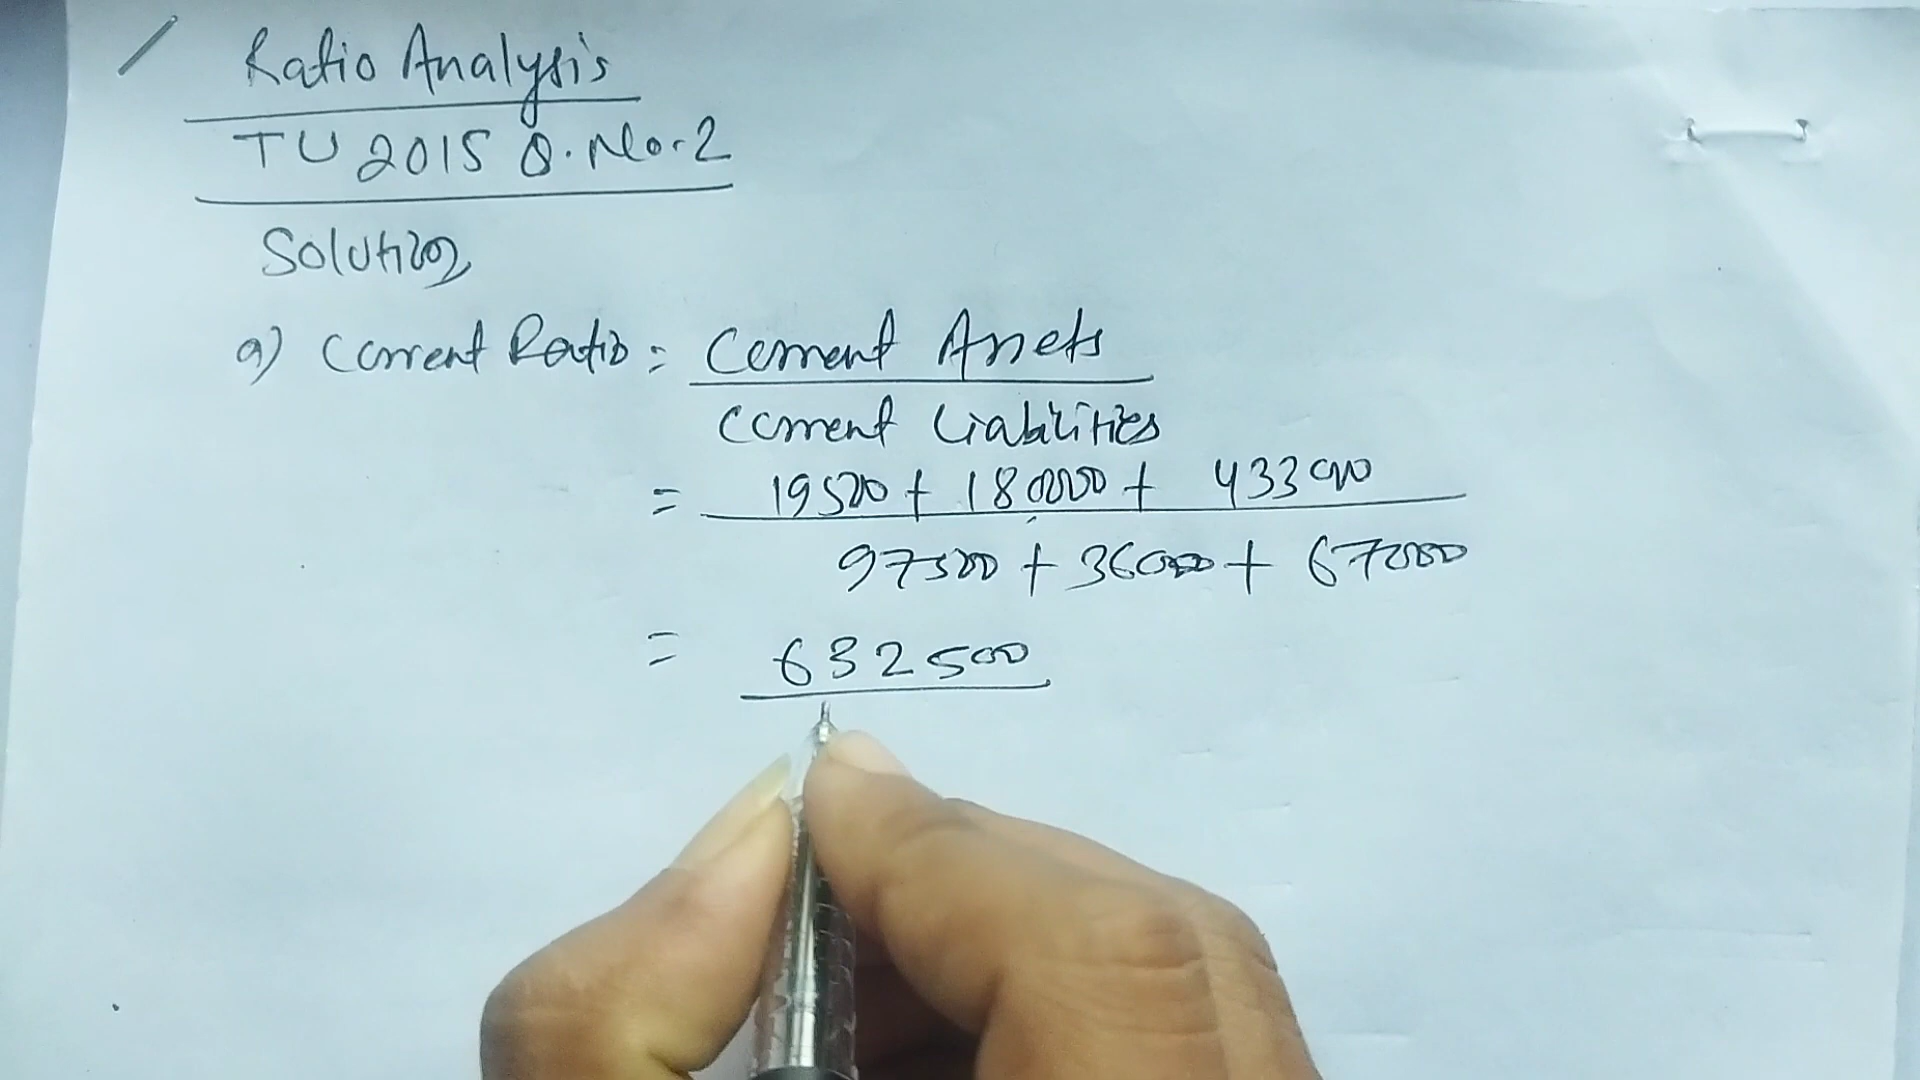 Ratio Analysis
TU 2015 Q.No-2
Solution
a) Current Ratio = Current Assets
Current Liabilities
= 19500 + 180000 + 433000
97500 + 36000 + 67000
= 632500